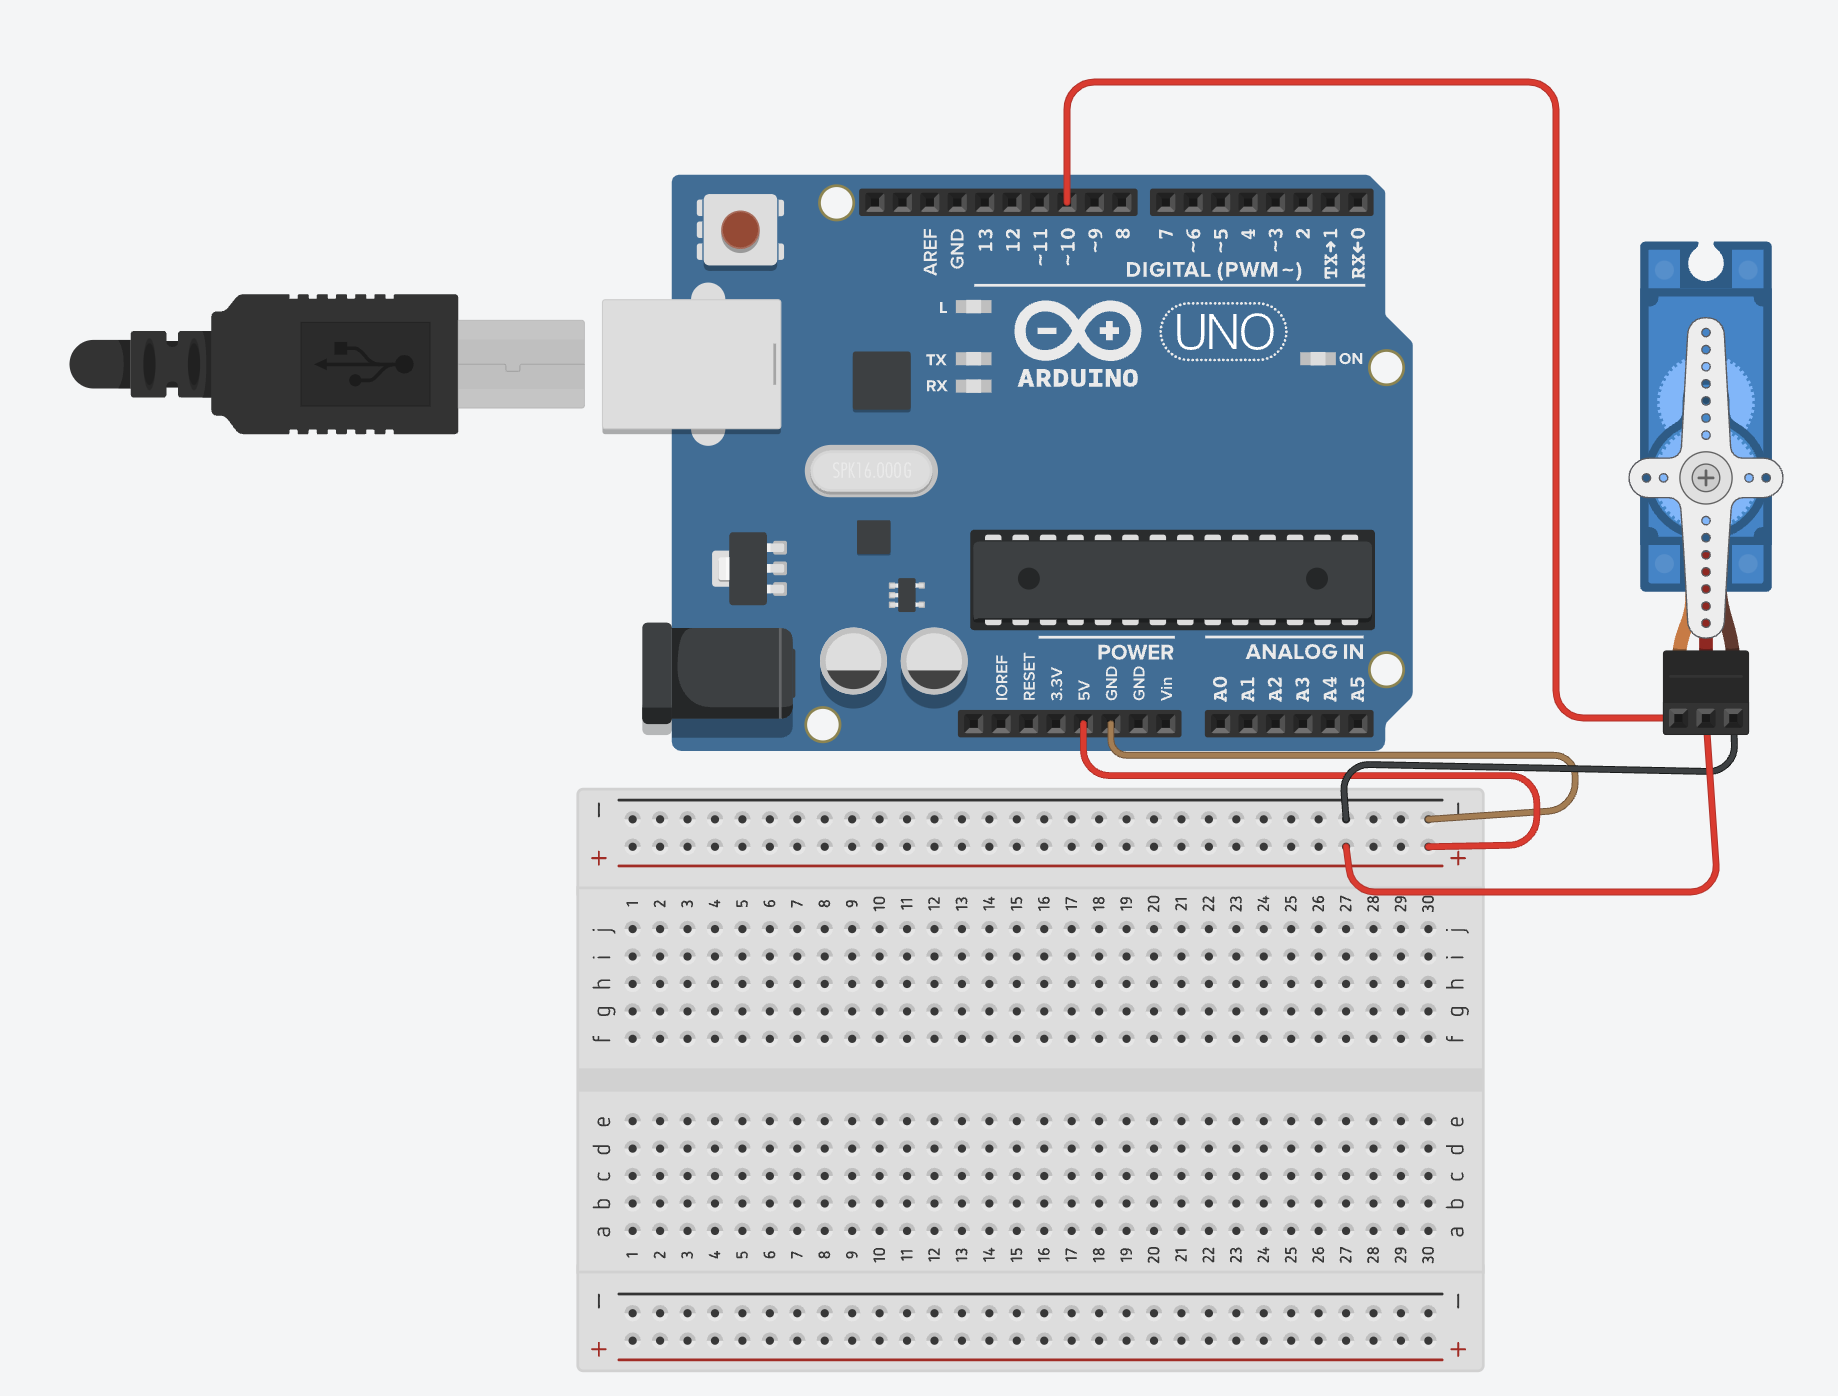 AREF GND 13 12 ~11 ~10 ~9 8 7 ~6 ~5 4 ~3 2 TX→1 RX←0
DIGITAL (PWM~)
L
TX
RX
UNO
ON
ARDUINO
SPK16.000G
POWER
ANALOG IN
IOREF RESET 3.3V 5V GND GND Vin A0 A1 A2 A3 A4 A5
− −
+ +
1 2 3 4 5 6 7 8 9 10 11 12 13 14 15 16 17 18 19 20 21 22 23 24 25 26 27 28 29 30
j j
i i
h h
g g
f f
e e
d d
c c
b b
a a
1 2 3 4 5 6 7 8 9 10 11 12 13 14 15 16 17 18 19 20 21 22 23 24 25 26 27 28 29 30
− −
+ +